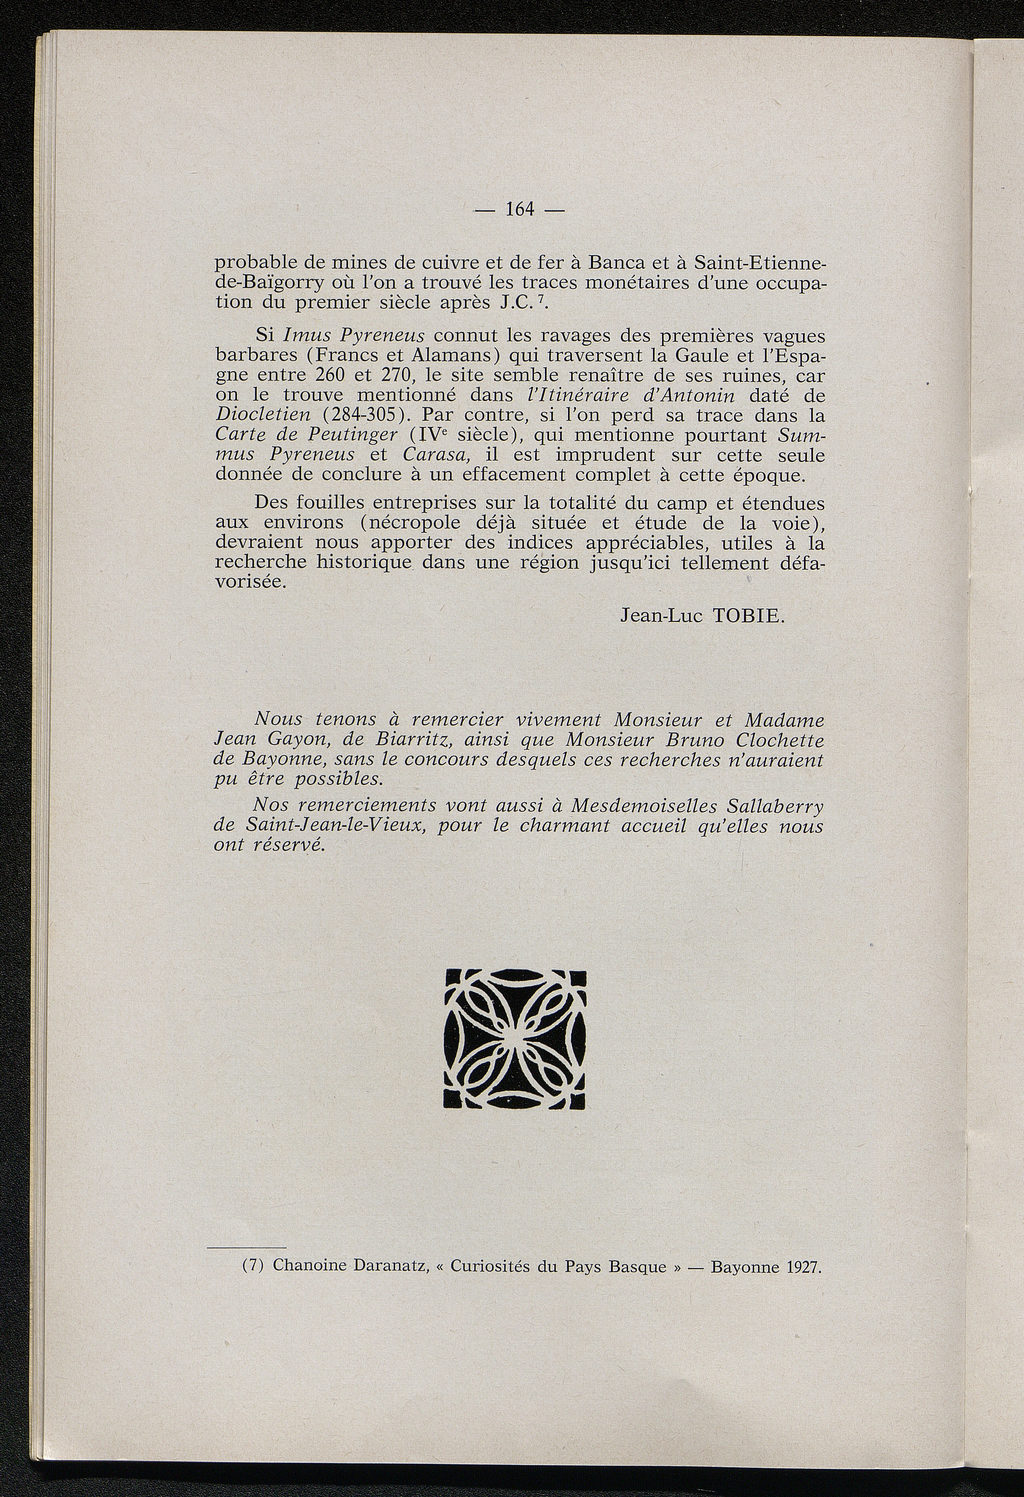 — 164 —
probable de mines de cuivre et de fer à Banca et à Saint-Etienne-
de-Baïgorry où l'on a trouvé les traces monétaires d'une occupa-
tion du premier siècle après J.C. ⁷.
Si Imus Pyreneus connut les ravages des premières vagues
barbares (Francs et Alamans) qui traversent la Gaule et l'Espa-
gne entre 260 et 270, le site semble renaître de ses ruines, car
on le trouve mentionné dans l'Itinéraire d'Antonin daté de
Diocletien (284-305). Par contre, si l'on perd sa trace dans la
Carte de Peutinger (IVᵉ siècle), qui mentionne pourtant Sum-
mus Pyreneus et Carasa, il est imprudent sur cette seule
donnée de conclure à un effacement complet à cette époque.
Des fouilles entreprises sur la totalité du camp et étendues
aux environs (nécropole déjà située et étude de la voie),
devraient nous apporter des indices appréciables, utiles à la
recherche historique dans une région jusqu'ici tellement défa-
vorisée.
Jean-Luc TOBIE.
Nous tenons à remercier vivement Monsieur et Madame
Jean Gayon, de Biarritz, ainsi que Monsieur Bruno Clochette
de Bayonne, sans le concours desquels ces recherches n'auraient
pu être possibles.
Nos remerciements vont aussi à Mesdemoiselles Sallaberry
de Saint-Jean-le-Vieux, pour le charmant accueil qu'elles nous
ont réservé.
(7) Chanoine Daranatz, « Curiosités du Pays Basque » — Bayonne 1927.